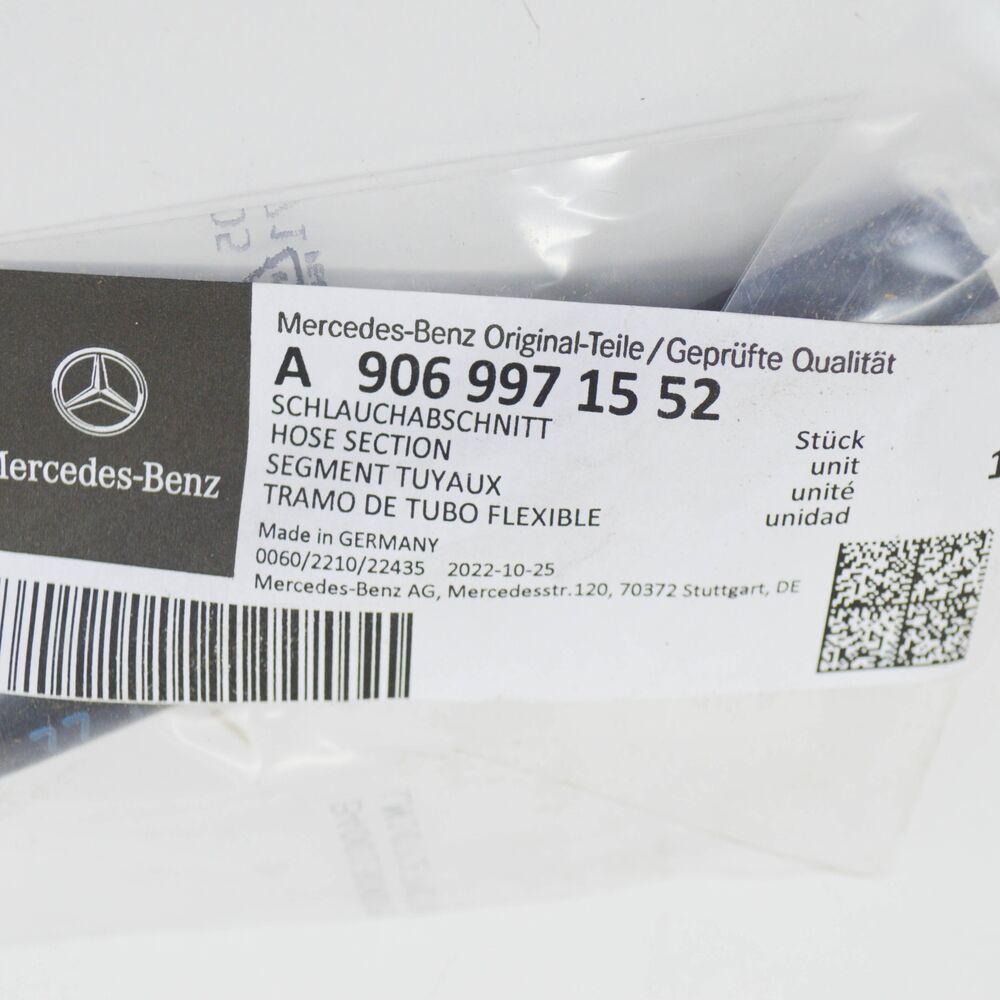 Mercedes-Benz
Mercedes-Benz Original-Teile/Geprüfte Qualität
A 906 997 15 52
SCHLAUCHABSCHNITT
HOSE SECTION
SEGMENT TUYAUX
TRAMO DE TUBO FLEXIBLE
Stück
unit
unité
unidad
1
Made in GERMANY
0060/2210/22435 2022-10-25
Mercedes-Benz AG, Mercedesstr.120, 70372 Stuttgart, DE